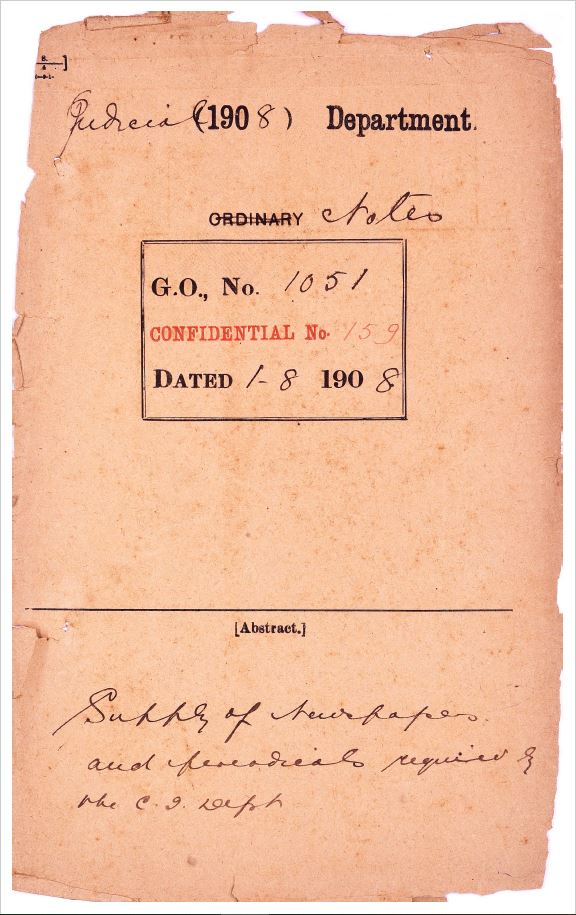 Judicial (1908) Department.
ORDINARY Notes
G.O., No. 1051
CONFIDENTIAL No. 159
DATED 1-8 1908
[Abstract.]
Supply of Newspapers
and periodicals required by
the C. I. Dept